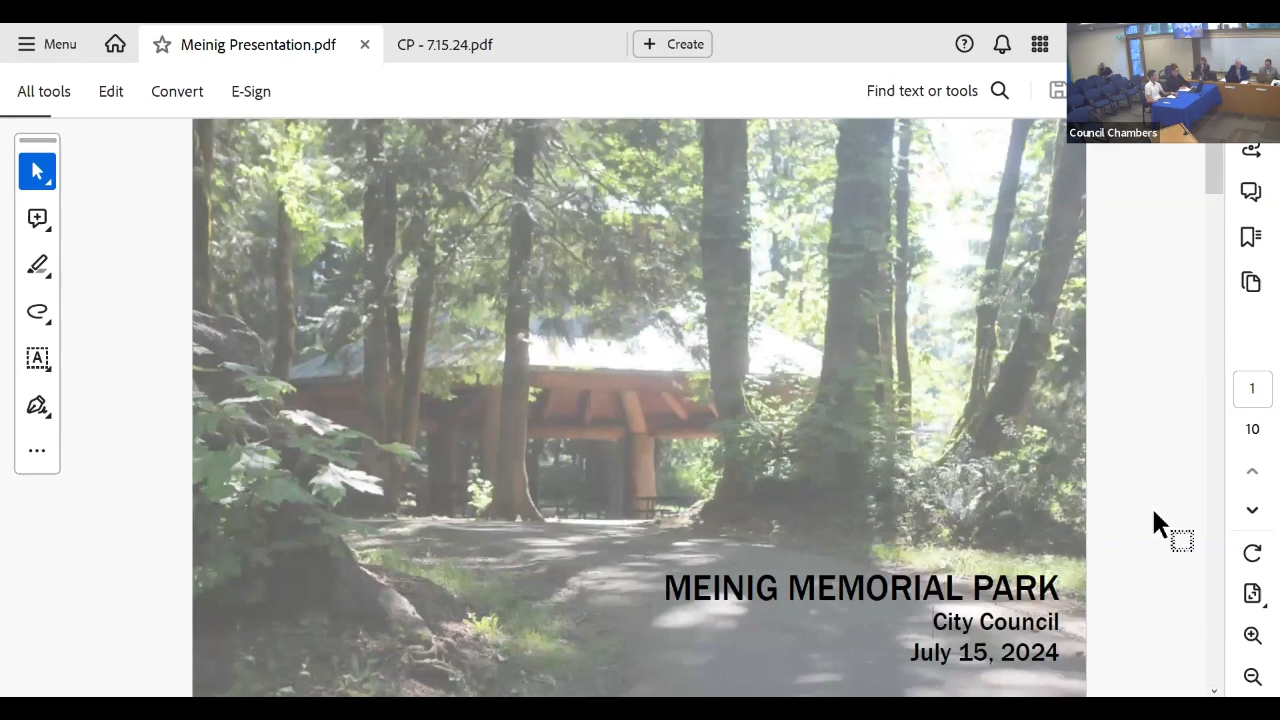 Menu
Meinig Presentation.pdf
CP - 7.15.24.pdf
Create
All tools
Edit
Convert
E-Sign
Find text or tools
Council Chambers
A
1
10
MEINIG MEMORIAL PARK
City Council
July 15, 2024